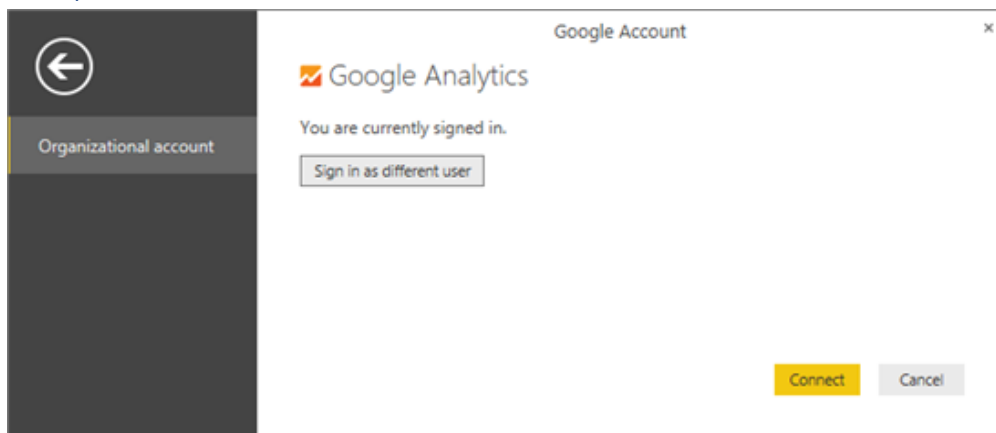 Google Account
×
Google Analytics
You are currently signed in.
Organizational account
Sign in as different user
Connect
Cancel